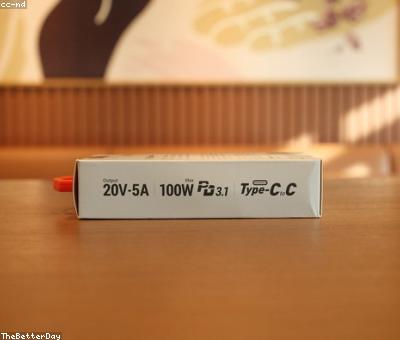 cc-nd
Output Max
20V-5A 100W PD3.1 Type-C to C
TheBetterDay